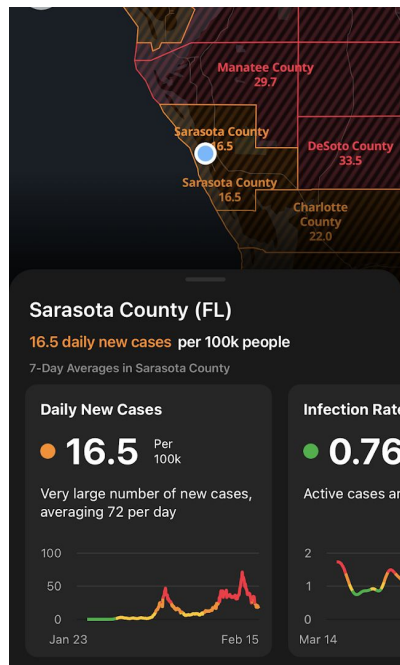 Manatee County
29.7
Sarasota County
16.5
DeSoto County
33.5
Sarasota County
16.5
Charlotte
County
22.0
Sarasota County (FL)
16.5 daily new cases per 100k people
7-Day Averages in Sarasota County
Daily New Cases
16.5 Per
100k
Very large number of new cases,
averaging 72 per day
100
50
0
Jan 23 Feb 15
Infection Rate
0.76
Active cases ar
2
1
0
Mar 14